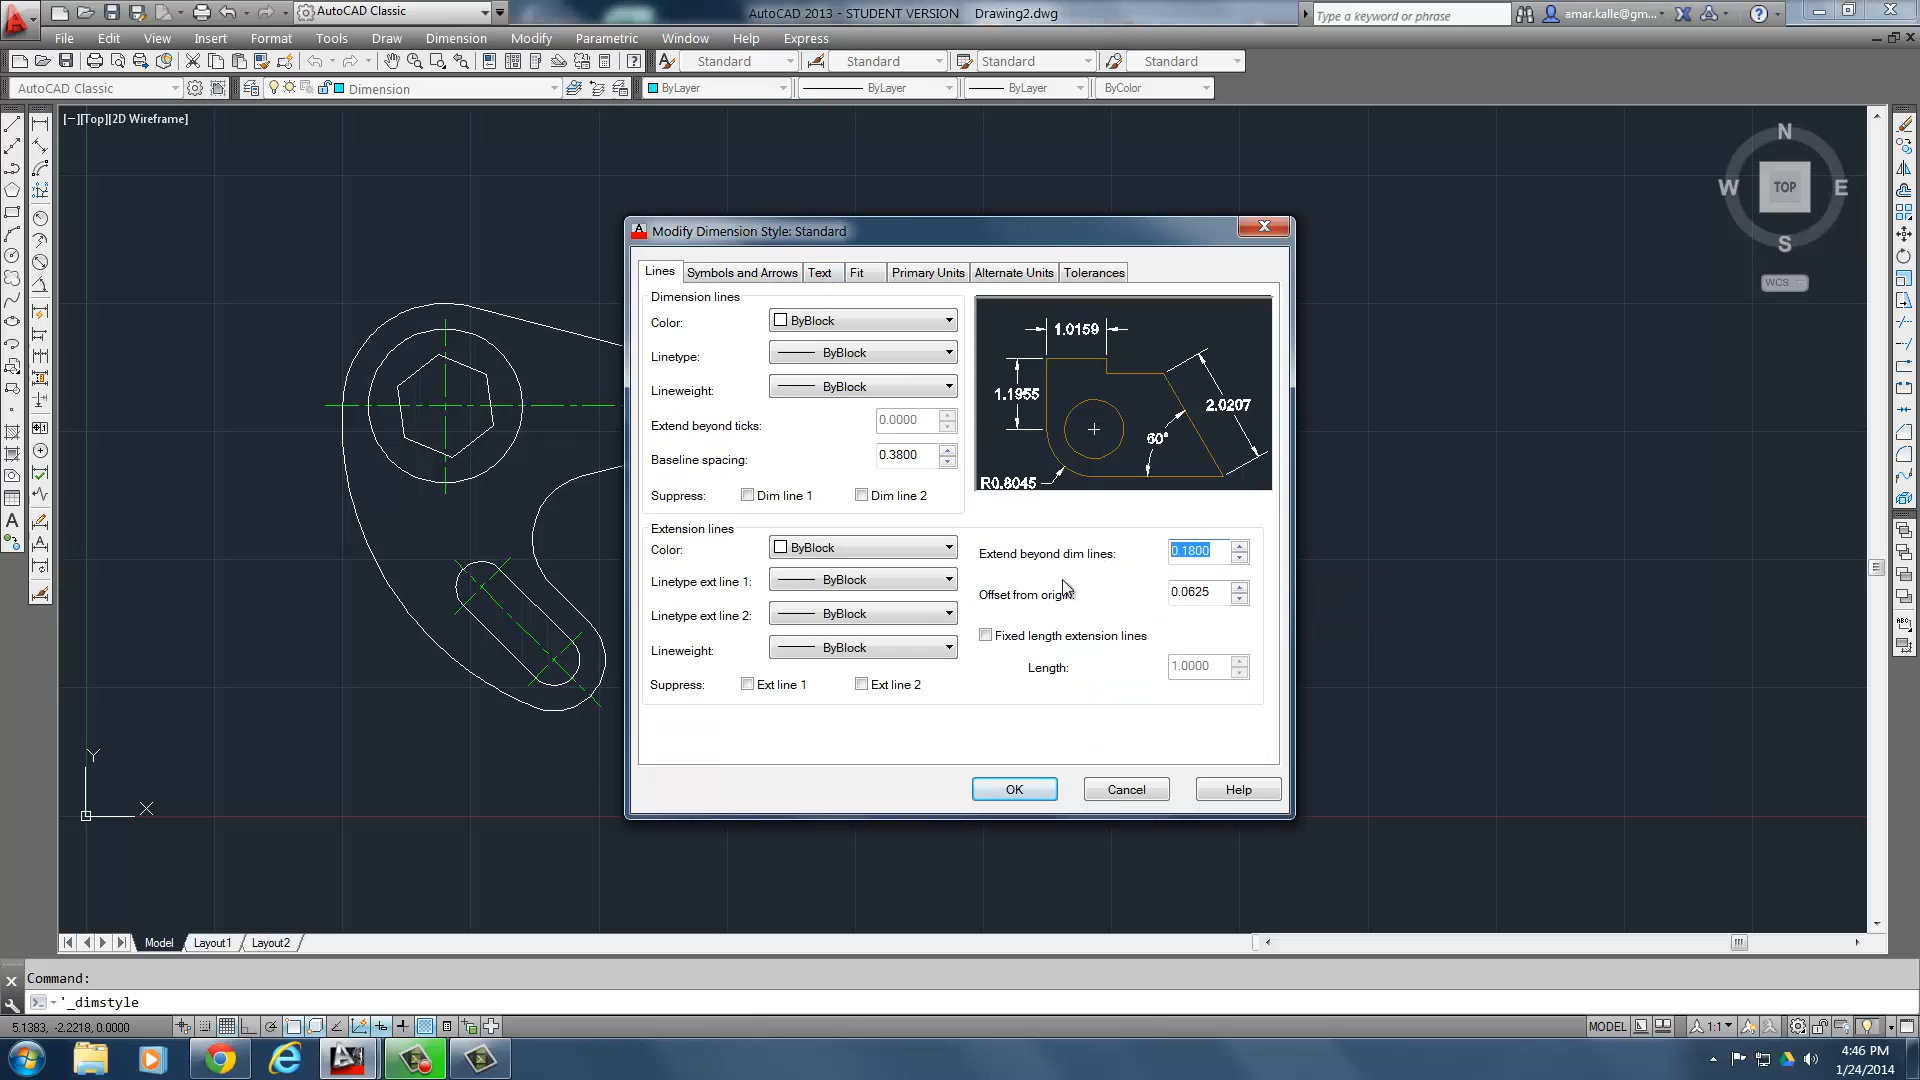 AutoCAD Classic
AutoCAD 2013 - STUDENT VERSION Drawing2.dwg
Type a keyword or phrase
amar.kalle@gm...
File Edit View Insert Format Tools Draw Dimension Modify Parametric Window Help Express
Standard Standard Standard Standard
AutoCAD Classic Dimension ByLayer ByLayer ByLayer ByColor
[−][Top][2D Wireframe]
N
W TOP E
S
WCS
Modify Dimension Style: Standard
Lines Symbols and Arrows Text Fit Primary Units Alternate Units Tolerances
Dimension lines
Color: ByBlock
Linetype: ByBlock
Lineweight: ByBlock
Extend beyond ticks: 0.0000
Baseline spacing: 0.3800
Suppress: Dim line 1 Dim line 2
1.0159
1.1955
2.0207
60°
R0.8045
Extension lines
Color: ByBlock
Linetype ext line 1: ByBlock
Linetype ext line 2: ByBlock
Lineweight: ByBlock
Suppress: Ext line 1 Ext line 2
Extend beyond dim lines: 0.1800
Offset from origin: 0.0625
Fixed length extension lines
Length: 1.0000
OK Cancel Help
Y
X
Model Layout1 Layout2
Command:
'_dimstyle
5.1383, -2.2218, 0.0000
MODEL
1:1
4:46 PM
1/24/2014